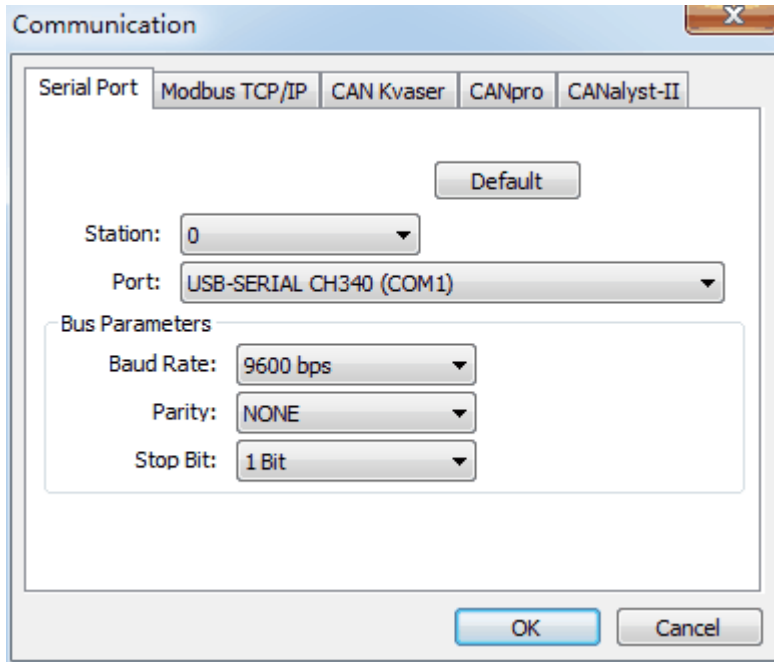 Communication
Serial Port Modbus TCP/IP CAN Kvaser CANpro CANalyst-II
Default
Station: 0
Port: USB-SERIAL CH340 (COM1)
Bus Parameters
Baud Rate: 9600 bps
Parity: NONE
Stop Bit: 1 Bit
OK Cancel